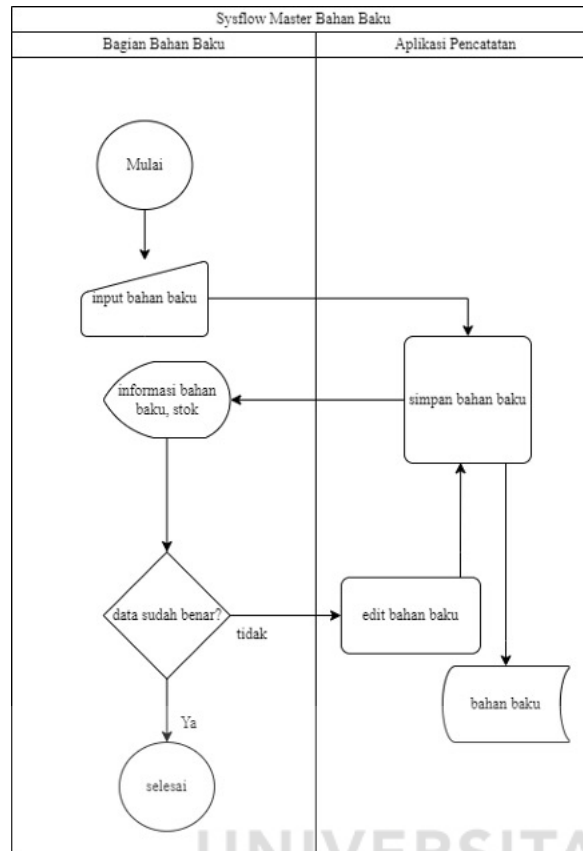 Sysflow Master Bahan Baku
Bagian Bahan Baku
Aplikasi Pencatatan
Mulai
input bahan baku
informasi bahan
baku, stok
simpan bahan baku
data sudah benar?
tidak
edit bahan baku
bahan baku
Ya
selesai
UNIVERSITA